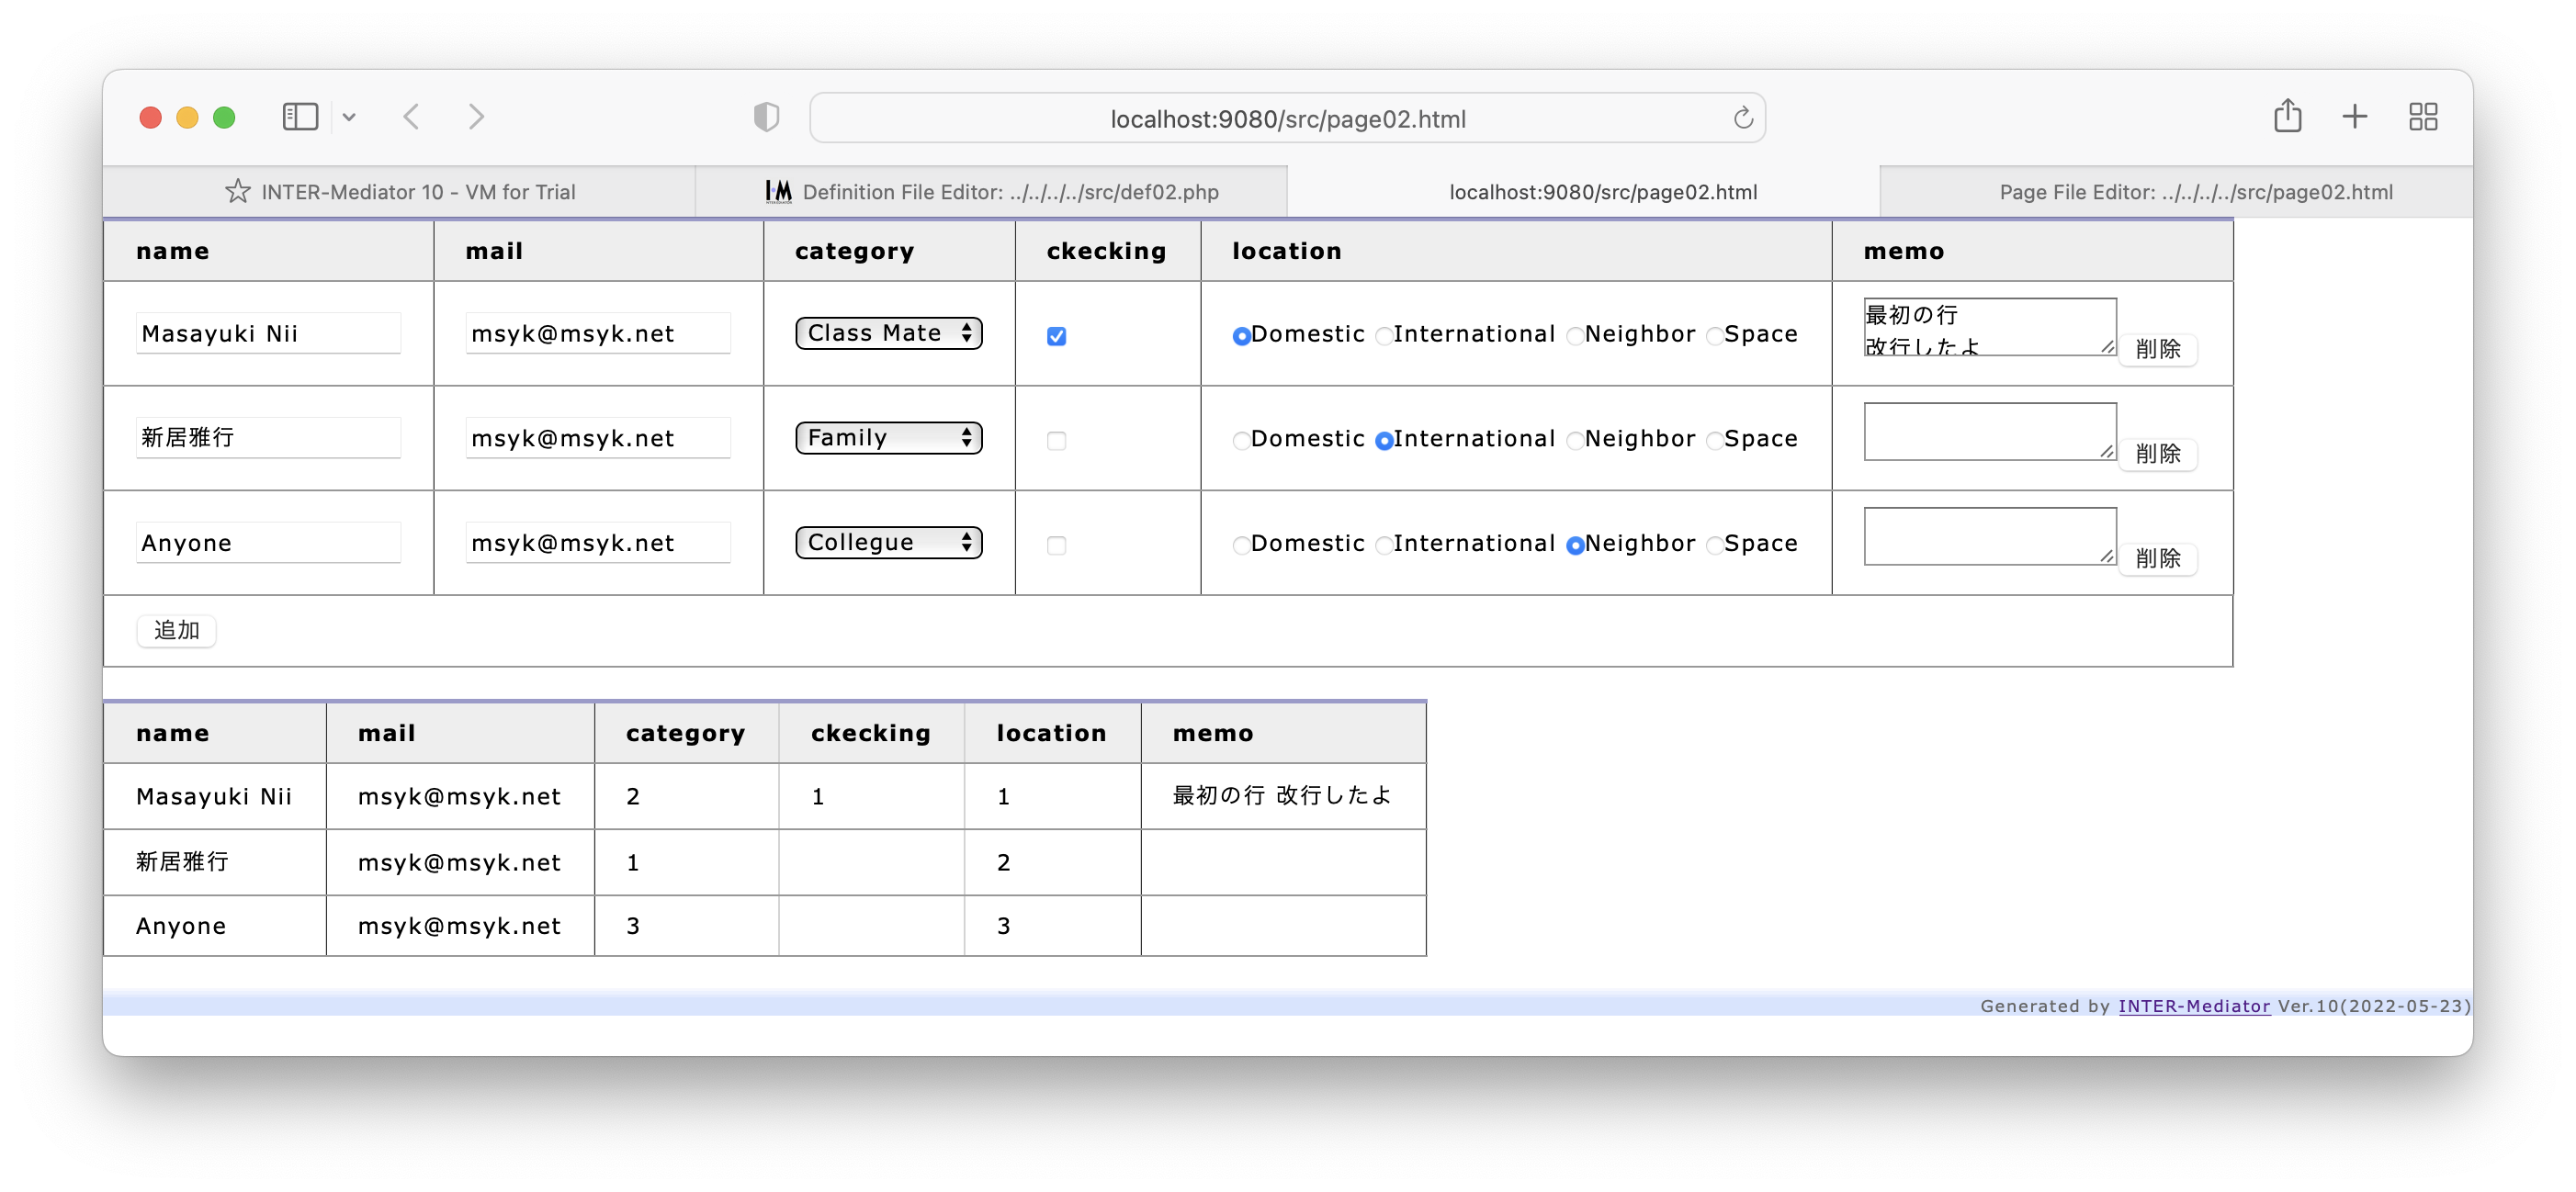 localhost:9080/src/page02.html
INTER-Mediator 10 - VM for Trial
I·M Definition File Editor: ../../../../src/def02.php
localhost:9080/src/page02.html
Page File Editor: ../../../../src/page02.html
name mail category ckecking location memo
Masayuki Nii msyk@msyk.net Class Mate Domestic International Neighbor Space 最初の行
改行したよ 削除
新居雅行 msyk@msyk.net Family Domestic International Neighbor Space 削除
Anyone msyk@msyk.net Collegue Domestic International Neighbor Space 削除
追加
name mail category ckecking location memo
Masayuki Nii msyk@msyk.net 2 1 1 最初の行 改行したよ
新居雅行 msyk@msyk.net 1 2
Anyone msyk@msyk.net 3 3
Generated by INTER-Mediator Ver.10(2022-05-23)